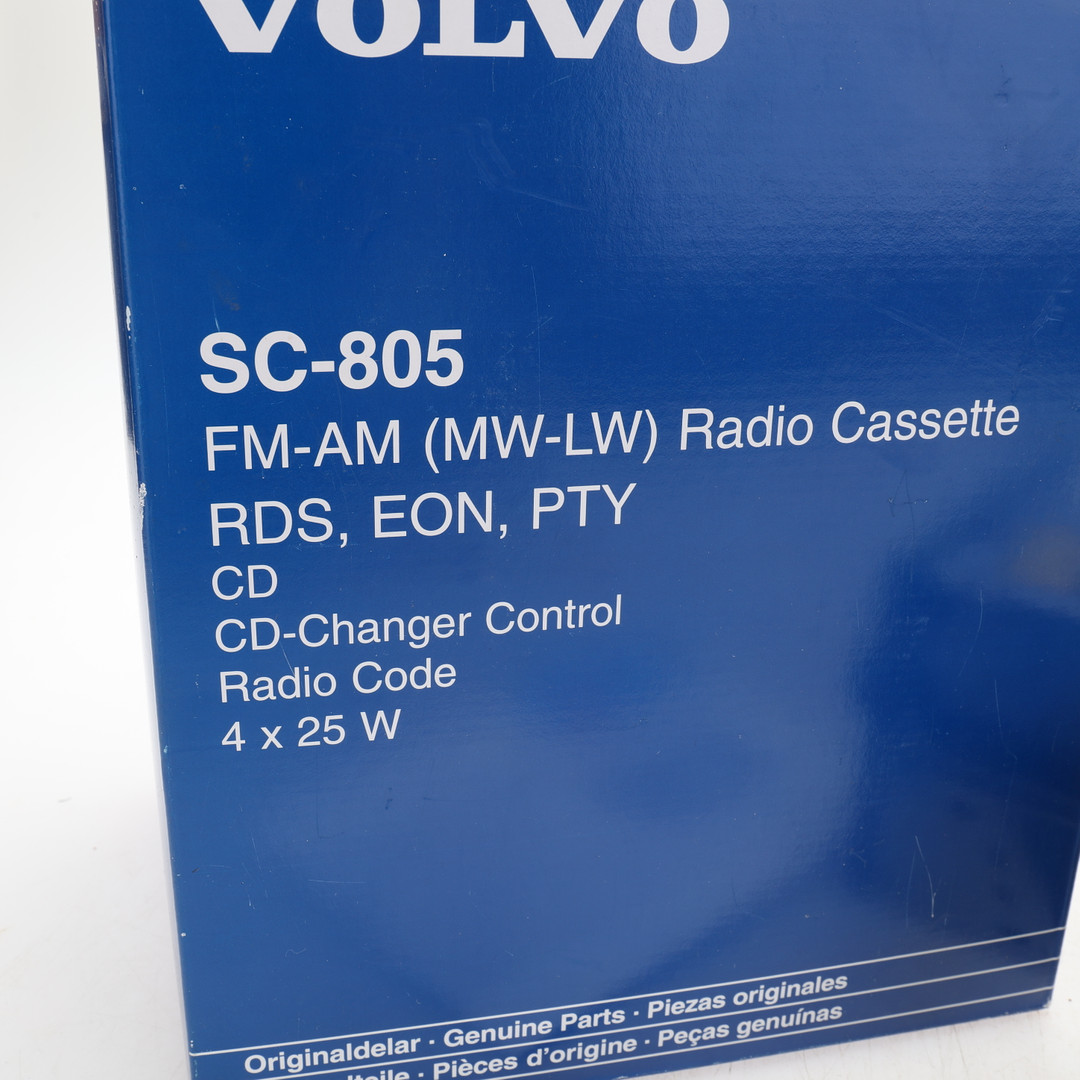 VOLVO
SC-805
FM-AM (MW-LW) Radio Cassette
RDS, EON, PTY
CD
CD-Changer Control
Radio Code
4 x 25 W
Originaldelar · Genuine Parts · Piezas originales
· Pièces d'origine · Peças genuínas